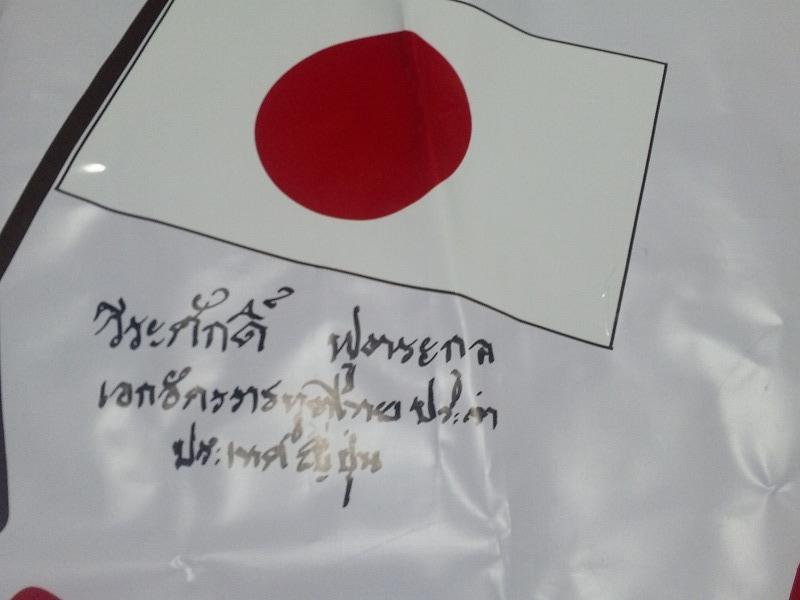 วีระศักดิ์ ฟูตระกูล
เอกอัครราชทูตไทยประจำ
ประเทศญี่ปุ่น